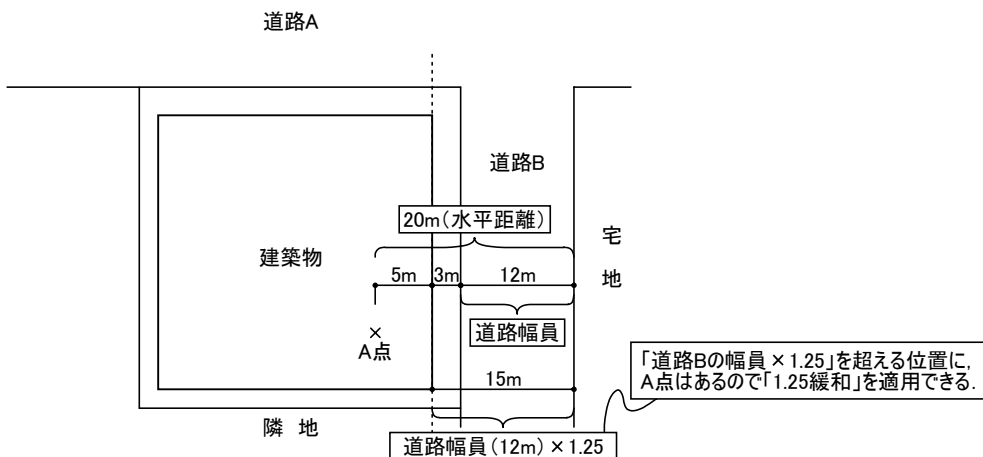 道路A
道路B
20m(水平距離)
宅
地
建築物
5m
3m
12m
×
A点
道路幅員
「道路Bの幅員×1.25」を超える位置に,
A点はあるので「1.25緩和」を適用できる.
15m
隣 地
道路幅員(12m)×1.25